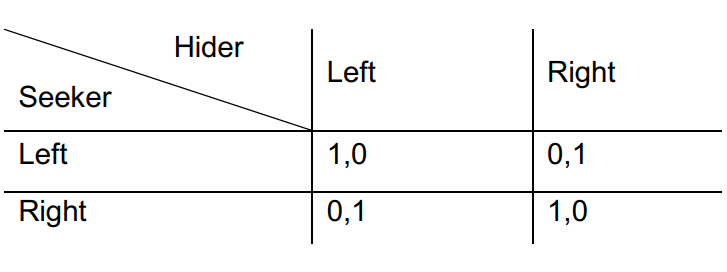 Hider
Left Right
Seeker
Left 1,0 0,1
Right 0,1 1,0